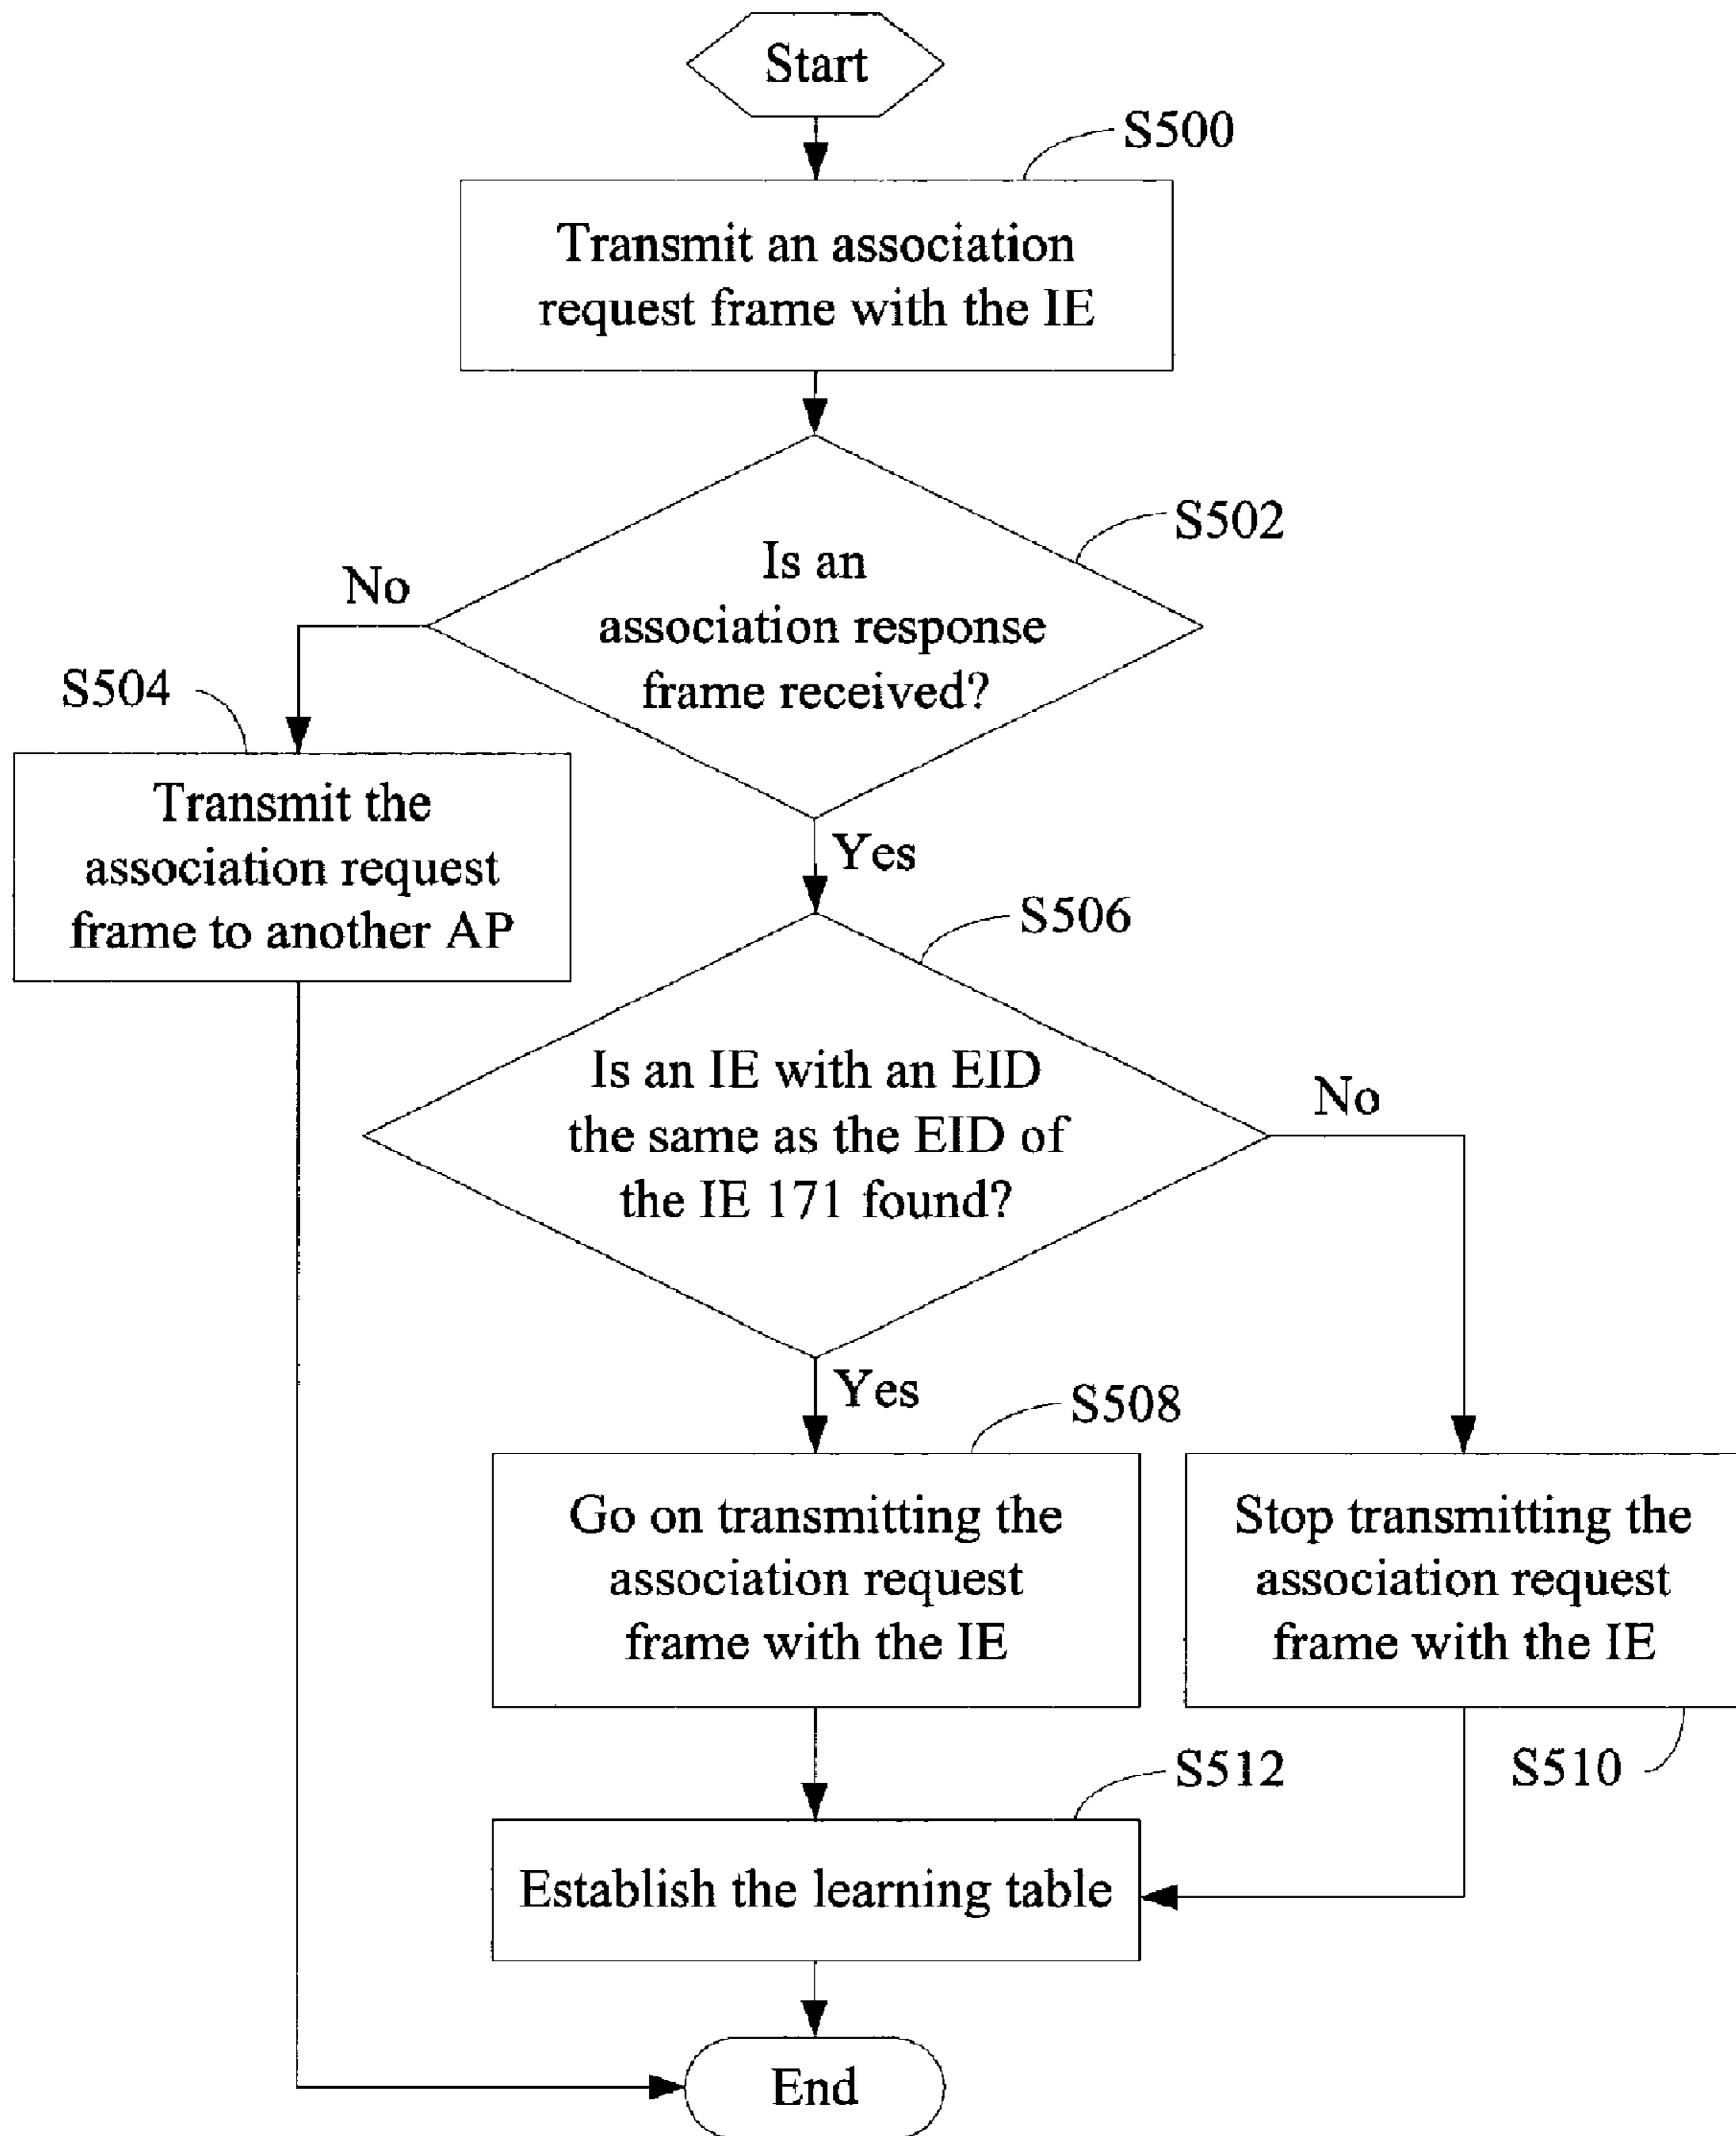 Start
S500
Transmit an association
request frame with the IE
S502
Is an
association response
frame received?
No
S504
Transmit the
association request
frame to another AP
Yes
S506
Is an IE with an EID
the same as the EID of
the IE 171 found?
No
Yes
S508
Go on transmitting the
association request
frame with the IE
Stop transmitting the
association request
frame with the IE
S512
S510
Establish the learning table
End